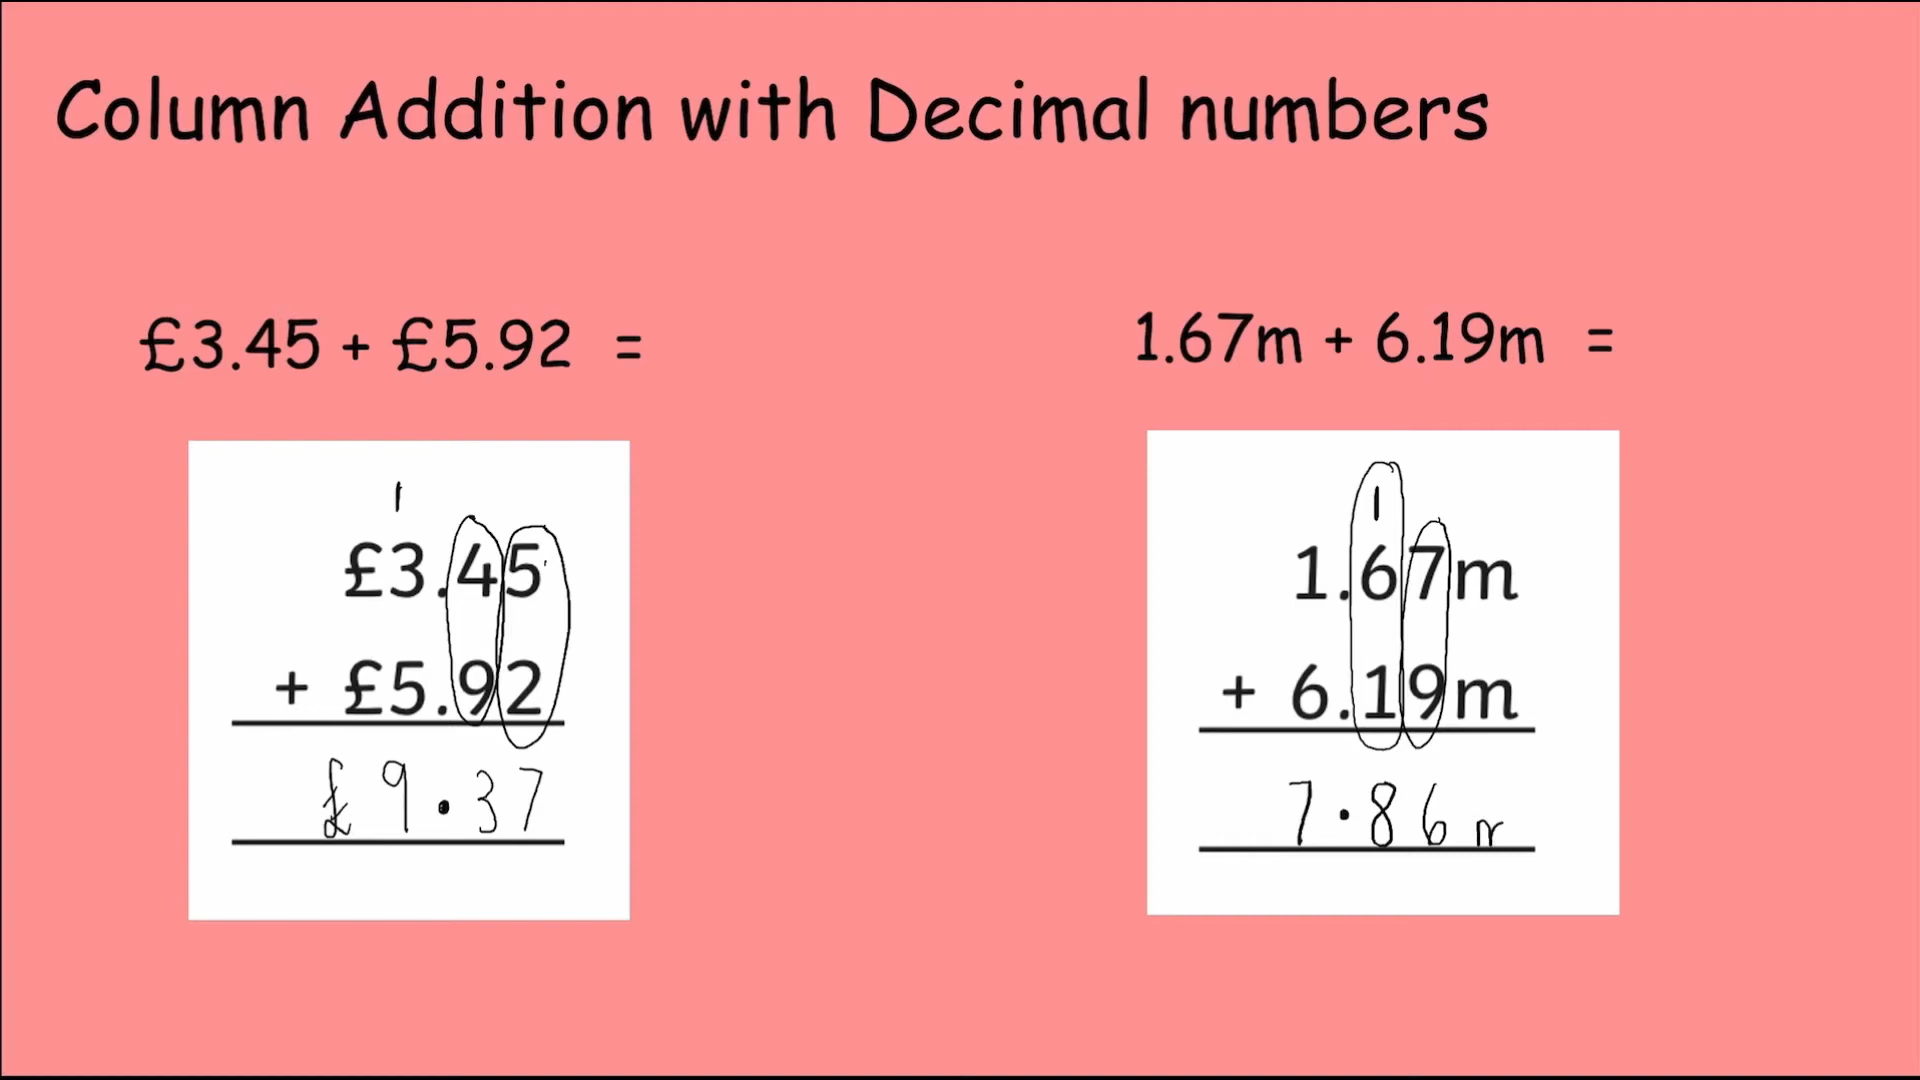 Column Addition with Decimal numbers
£3.45 + £5.92 =
1
£3.45
+ £5.92
£9.37
1.67m + 6.19m =
1
1.67m
+ 6.19m
7.86m